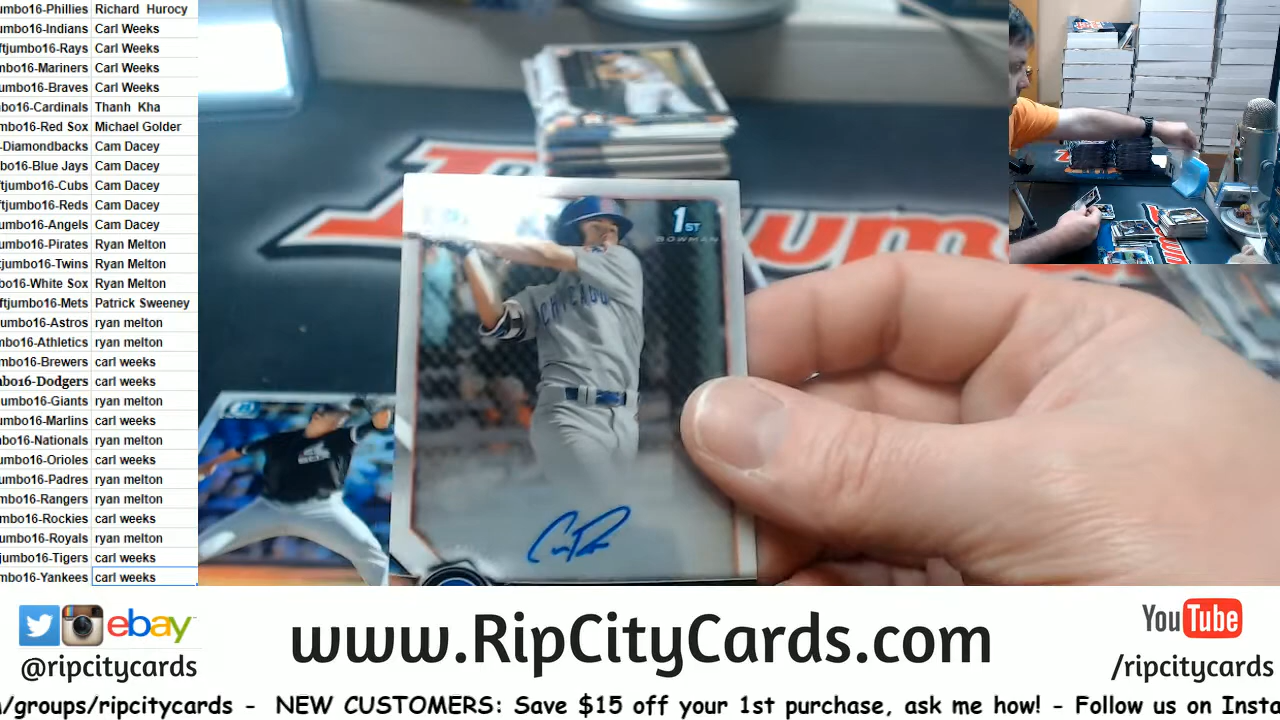 umbo16-Phillies Richard Hurocy
umbo16-Indians Carl Weeks
ftjumbo16-Rays Carl Weeks
mbo16-Mariners Carl Weeks
umbo16-Braves Carl Weeks
bo16-Cardinals Thanh Kha
mbo16-Red Sox Michael Golder
-Diamondbacks Cam Dacey
bo16-Blue Jays Cam Dacey
ftjumbo16-Cubs Cam Dacey
ftjumbo16-Reds Cam Dacey
umbo16-Angels Cam Dacey
umbo16-Pirates Ryan Melton
tjumbo16-Twins Ryan Melton
bo16-White Sox Ryan Melton
ftjumbo16-Mets Patrick Sweeney
umbo16-Astros ryan melton
mbo16-Athletics ryan melton
mbo16-Brewers carl weeks
mbo16-Dodgers carl weeks
umbo16-Giants ryan melton
umbo16-Marlins carl weeks
bo16-Nationals ryan melton
umbo16-Orioles carl weeks
umbo16-Padres ryan melton
mbo16-Rangers ryan melton
mbo16-Rockies carl weeks
umbo16-Royals ryan melton
tjumbo16-Tigers carl weeks
mbo16-Yankees carl weeks
1ST
BOWMAN
CHICAGO
ebay
@ripcitycards
www.RipCityCards.com
YouTube
/ripcitycards
/groups/ripcitycards - NEW CUSTOMERS: Save $15 off your 1st purchase, ask me how! - Follow us on Insta